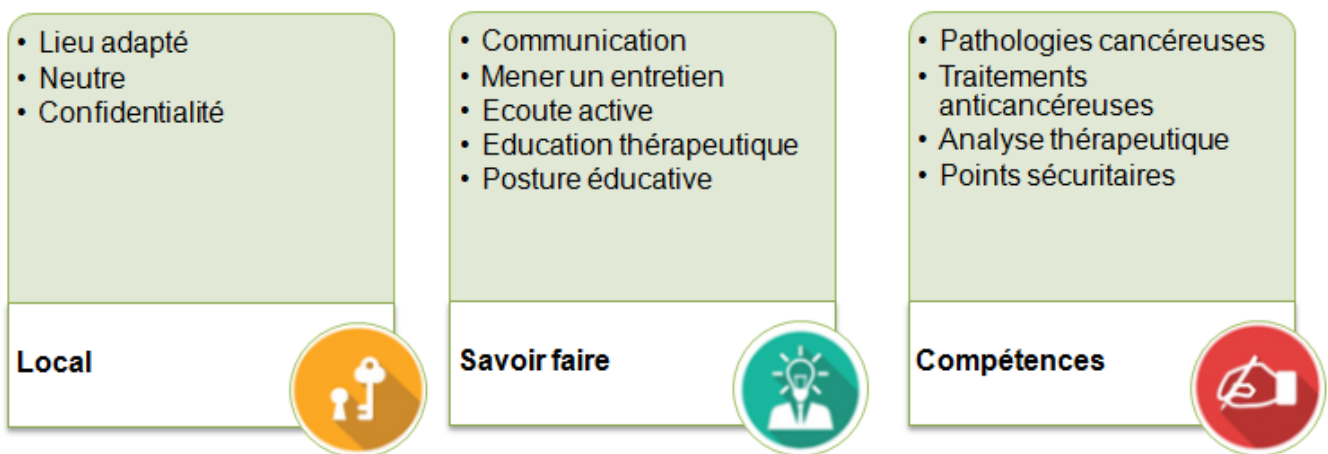 • Lieu adapté
• Neutre
• Confidentialité
Local
• Communication
• Mener un entretien
• Ecoute active
• Education thérapeutique
• Posture éducative
Savoir faire
• Pathologies cancéreuses
• Traitements
anticancéreuses
• Analyse thérapeutique
• Points sécuritaires
Compétences